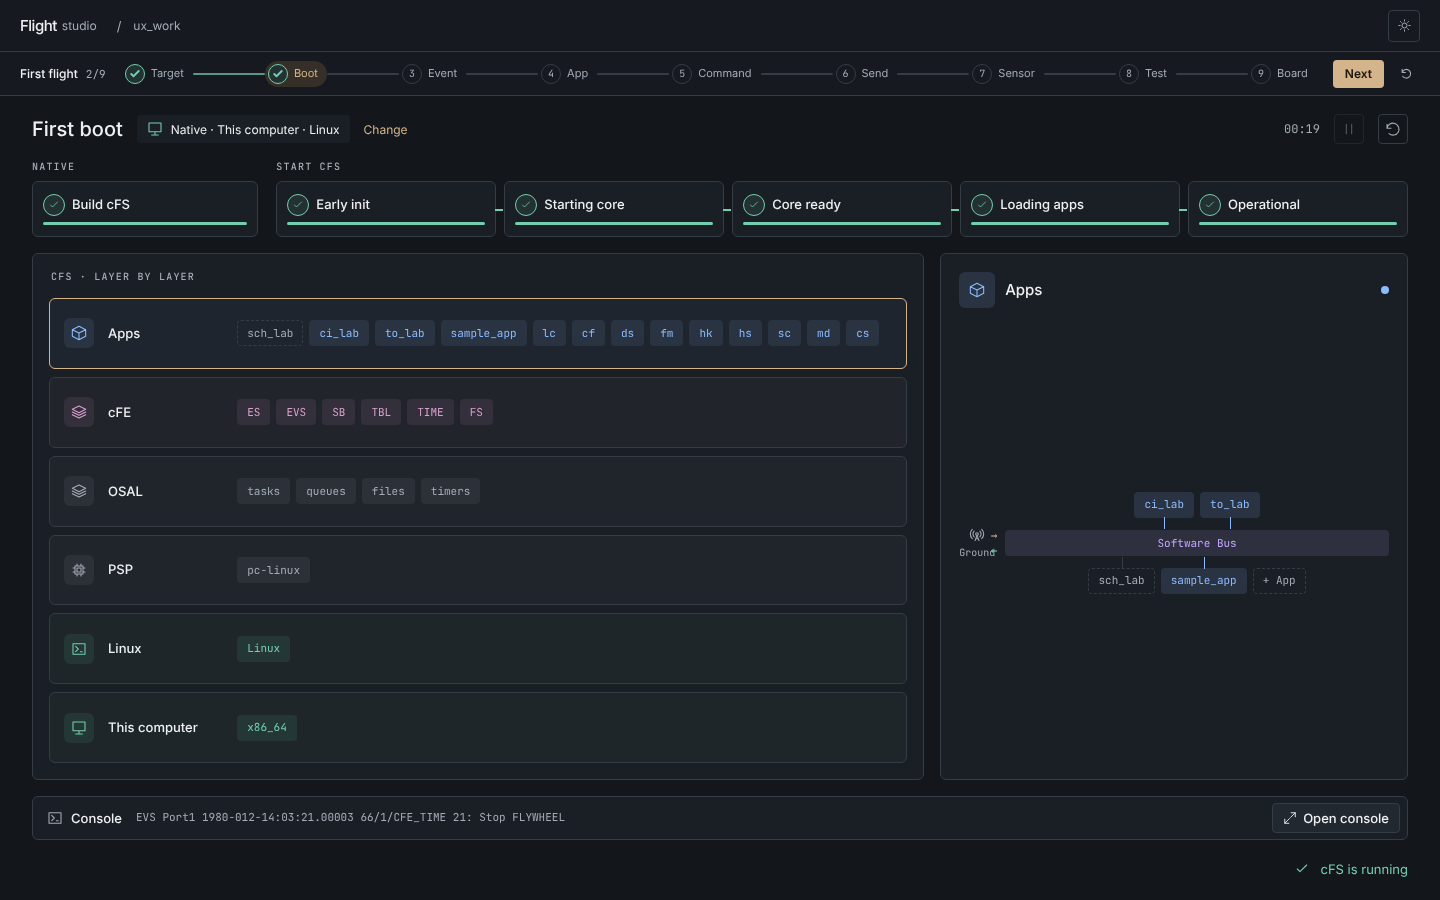 Flight studio / ux_work
First flight 2/9 Target Boot 3 Event 4 App 5 Command 6 Send 7 Sensor 8 Test 9 Board Next
First boot Native · This computer · Linux Change 00:19
NATIVE START CFS
Build cFS Early init Starting core Core ready Loading apps Operational
CFS · LAYER BY LAYER
Apps sch_lab ci_lab to_lab sample_app lc cf ds fm hk hs sc md cs
cFE ES EVS SB TBL TIME FS
OSAL tasks queues files timers
PSP pc-linux
Linux Linux
This computer x86_64
Apps
ci_lab to_lab
Software Bus
Ground
sch_lab sample_app + App
Console EVS Port1 1980-012-14:03:21.00003 66/1/CFE_TIME 21: Stop FLYWHEEL Open console
cFS is running